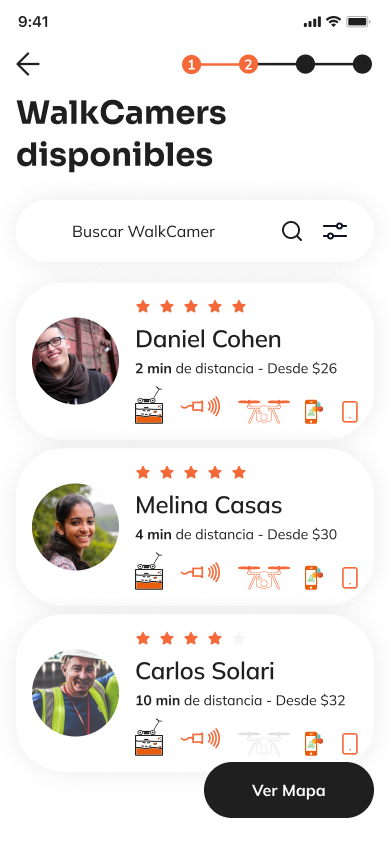 9:41
1 2
WalkCamers
disponibles
Buscar WalkCamer
Daniel Cohen
2 min de distancia - Desde $26
Melina Casas
4 min de distancia - Desde $30
Carlos Solari
10 min de distancia - Desde $32
Ver Mapa